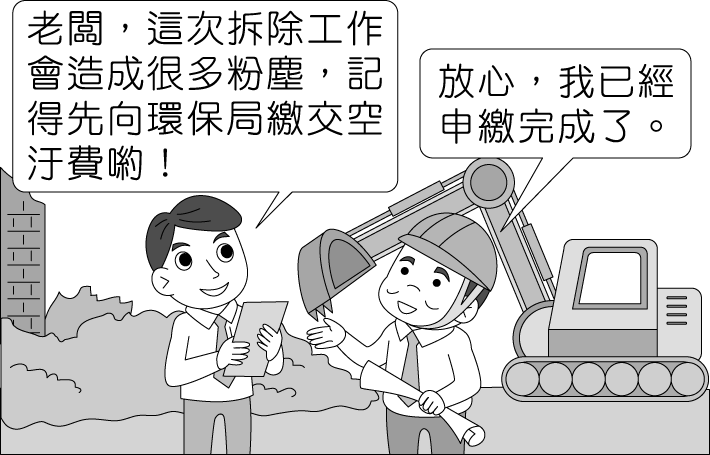 老闆，這次拆除工作
會造成很多粉塵，記
得先向環保局繳交空
汙費喲！
放心，我已經
申繳完成了。